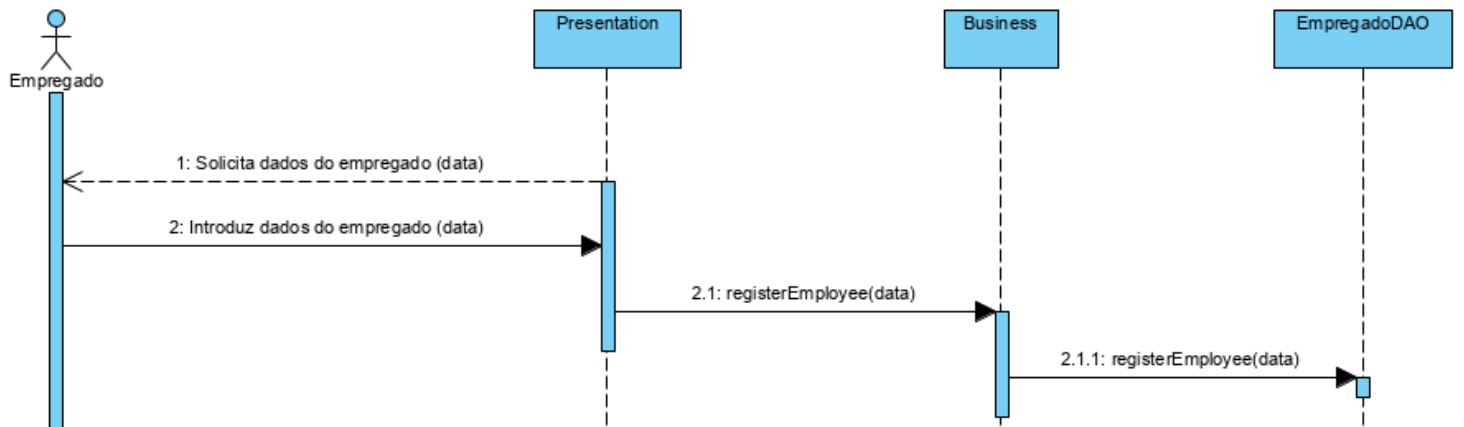 Presentation
Business
EmpregadoDAO
Empregado
1: Solicita dados do empregado (data)
2: Introduz dados do empregado (data)
2.1: registerEmployee(data)
2.1.1: registerEmployee(data)